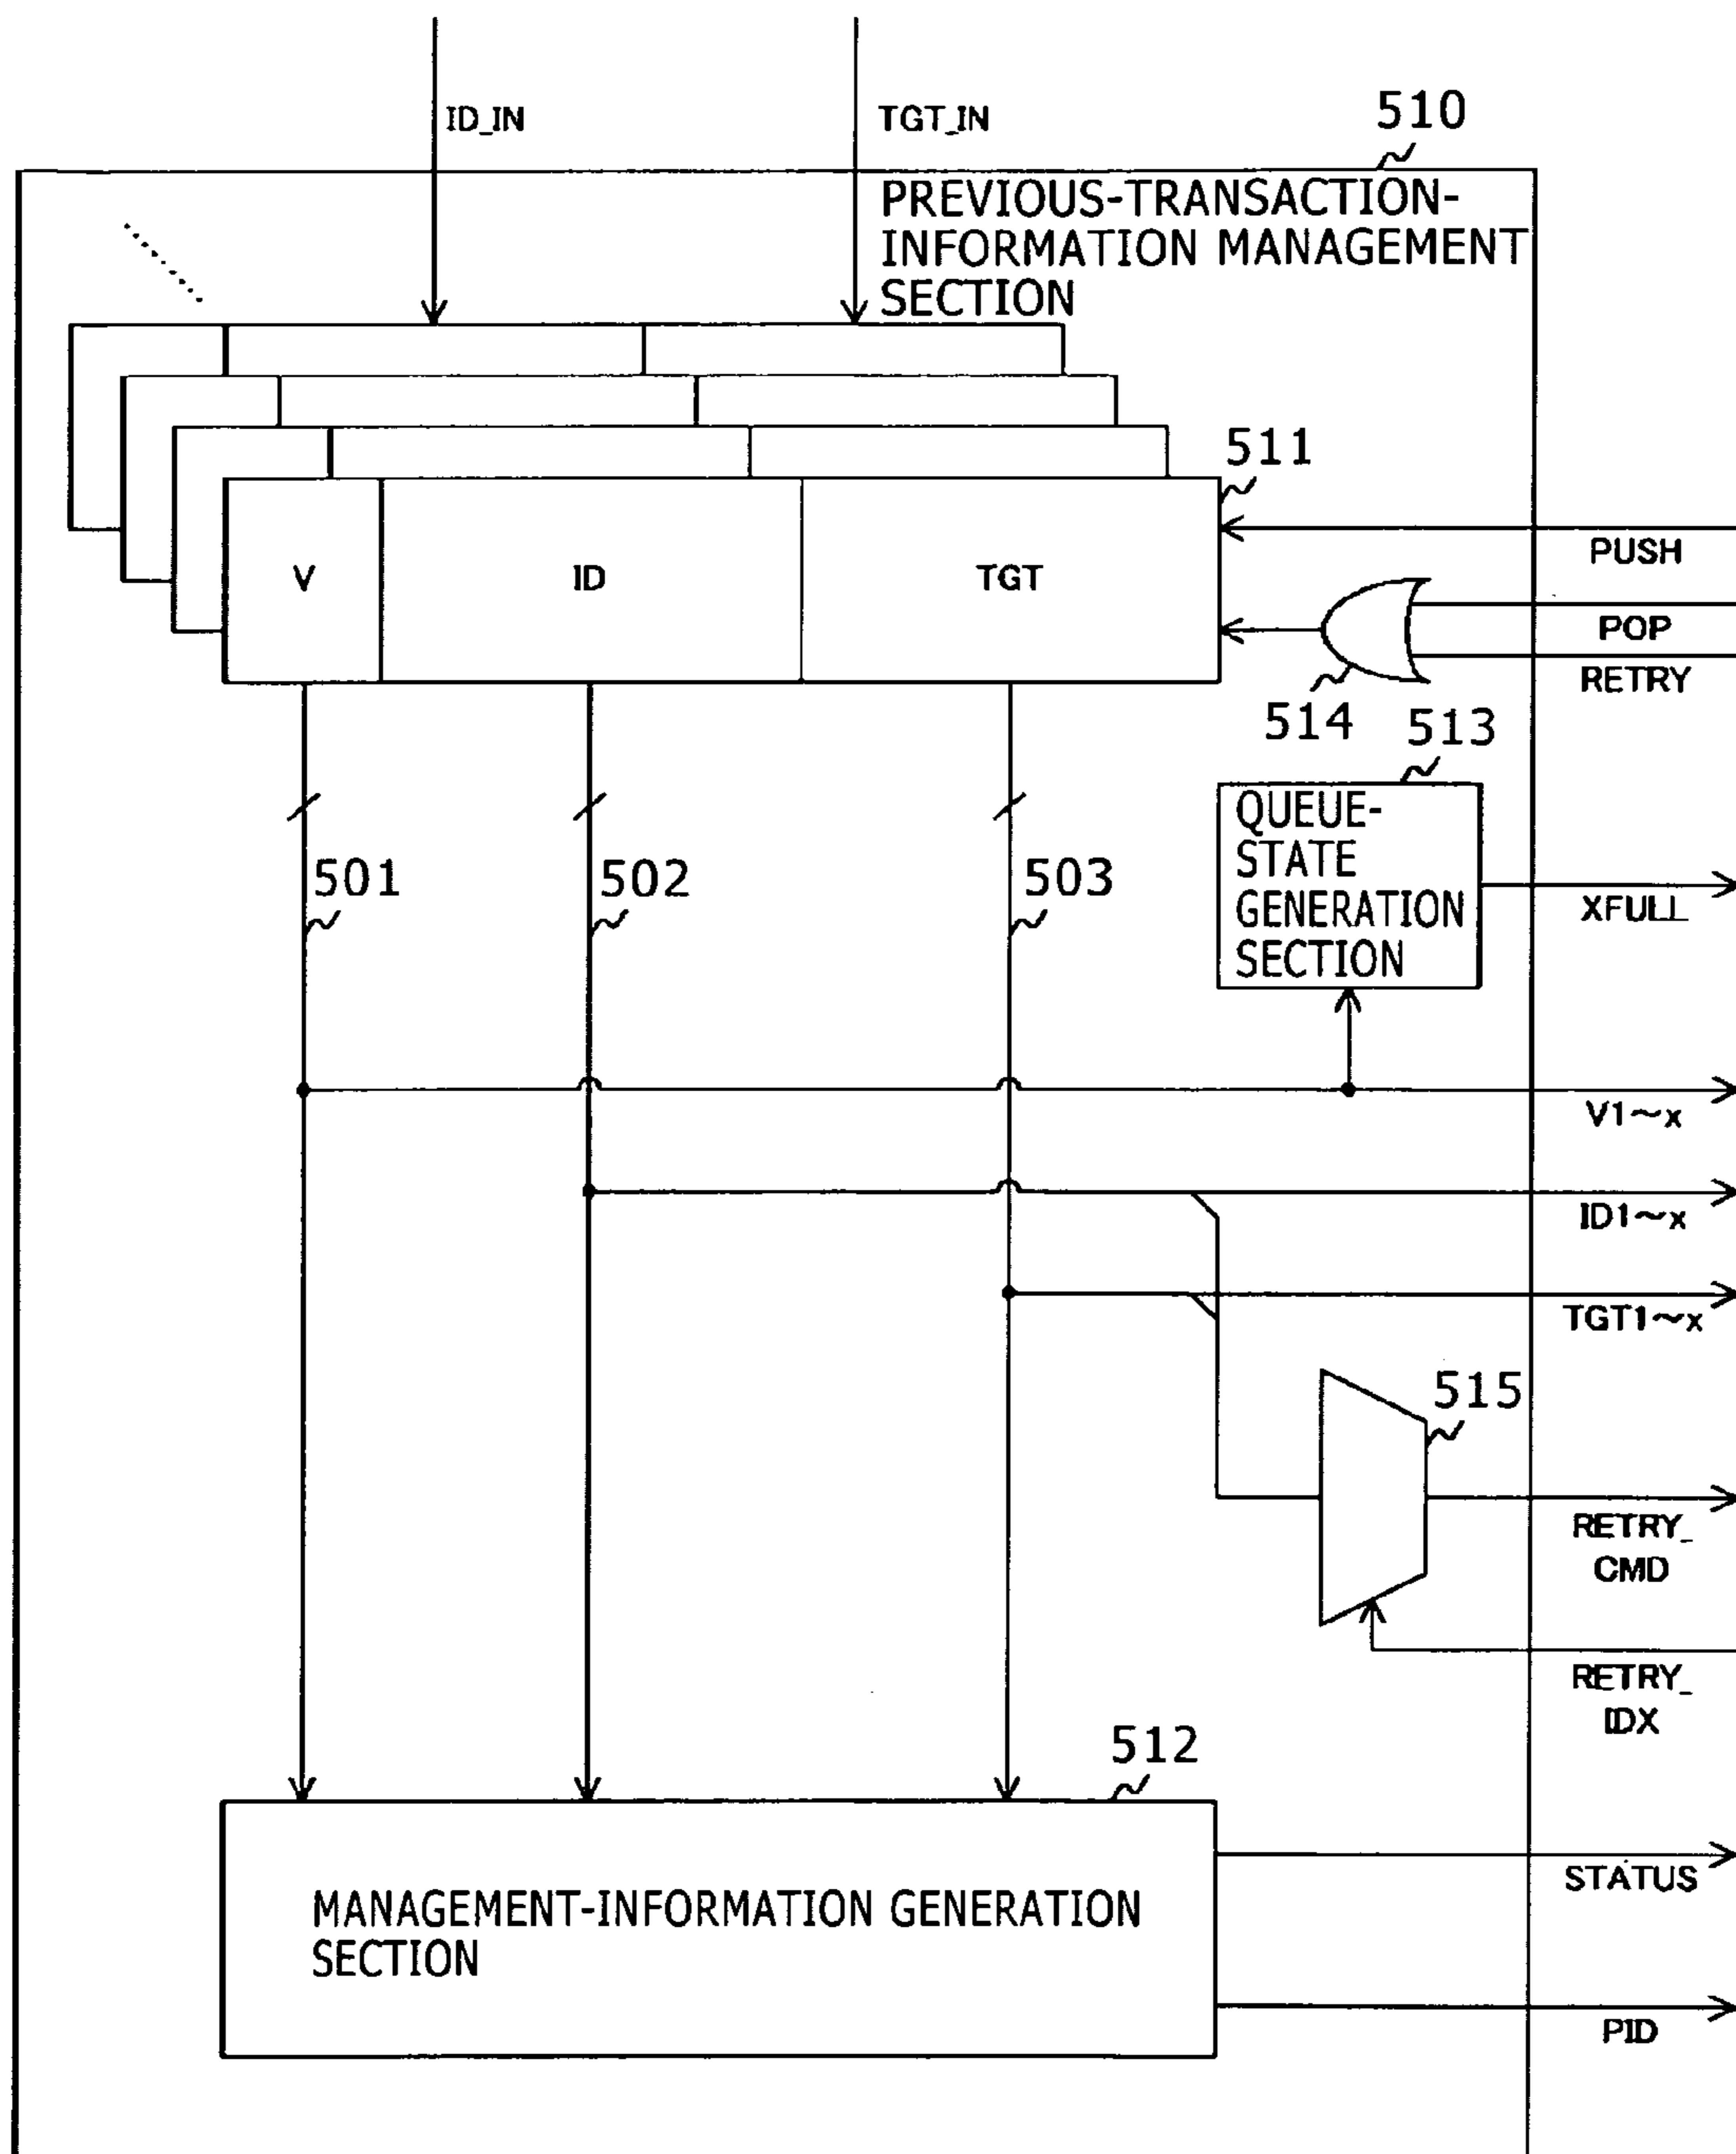 ID_IN
TGT_IN
510
PREVIOUS-TRANSACTION-
INFORMATION MANAGEMENT
SECTION
511
V
ID
TGT
PUSH
POP
RETRY
514
513
QUEUE-
STATE
GENERATION
SECTION
501
502
503
XFULL
V1~x
ID1~x
TGT1~x
515
RETRY_
CMD
RETRY_
IDX
512
MANAGEMENT-INFORMATION GENERATION
SECTION
STATUS
PID